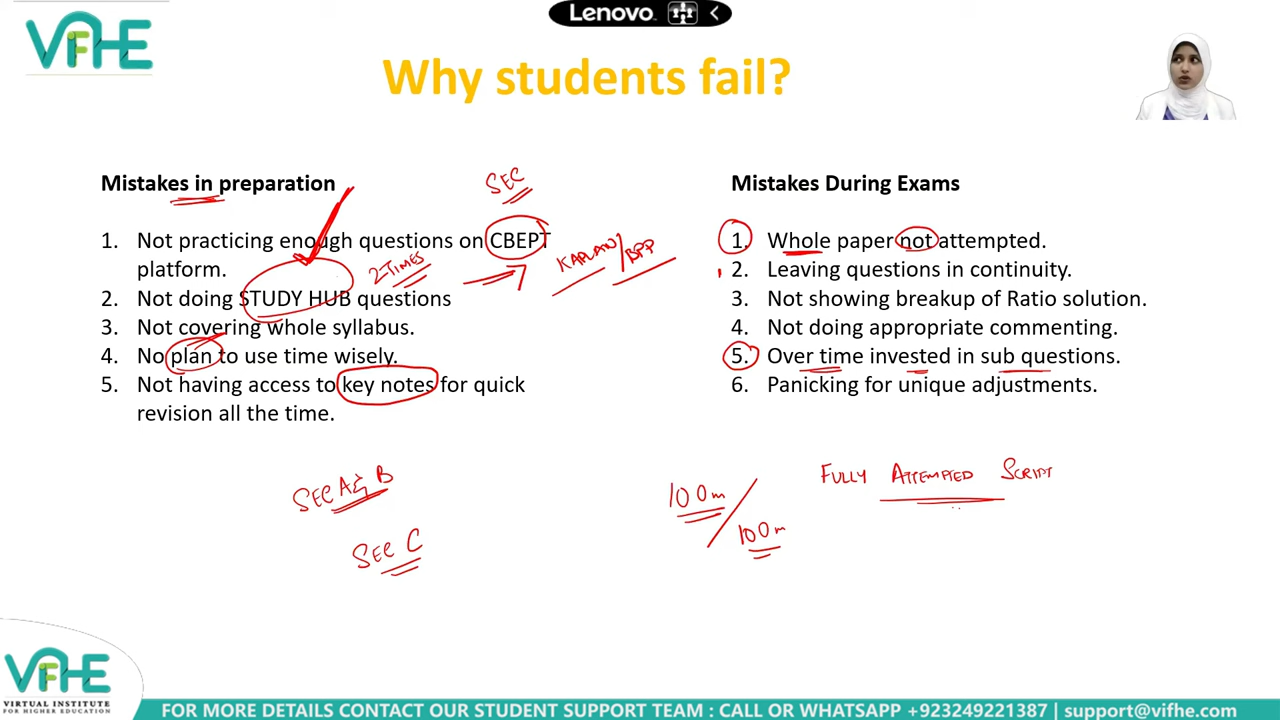 Lenovo
VIFHE
Why students fail?
Mistakes in preparation
SEC
1. Not practicing enough questions on CBEPT
platform.
2-TIMES
KAPLAN/BPP
2. Not doing STUDY HUB questions
3. Not covering whole syllabus.
4. No plan to use time wisely.
5. Not having access to key notes for quick
revision all the time.
SEC A & B
SEC C
Mistakes During Exams
1. Whole paper not attempted.
2. Leaving questions in continuity.
3. Not showing breakup of Ratio solution.
4. Not doing appropriate commenting.
5. Over time invested in sub questions.
6. Panicking for unique adjustments.
100m/
100m
FULLY ATTEMPTED SCRIPT
VIFHE
VIRTUAL INSTITUTE
FOR HIGHER EDUCATION
FOR MORE DETAILS CONTACT OUR STUDENT SUPPORT TEAM : CALL OR WHATSAPP +923249221387 | support@vifhe.com